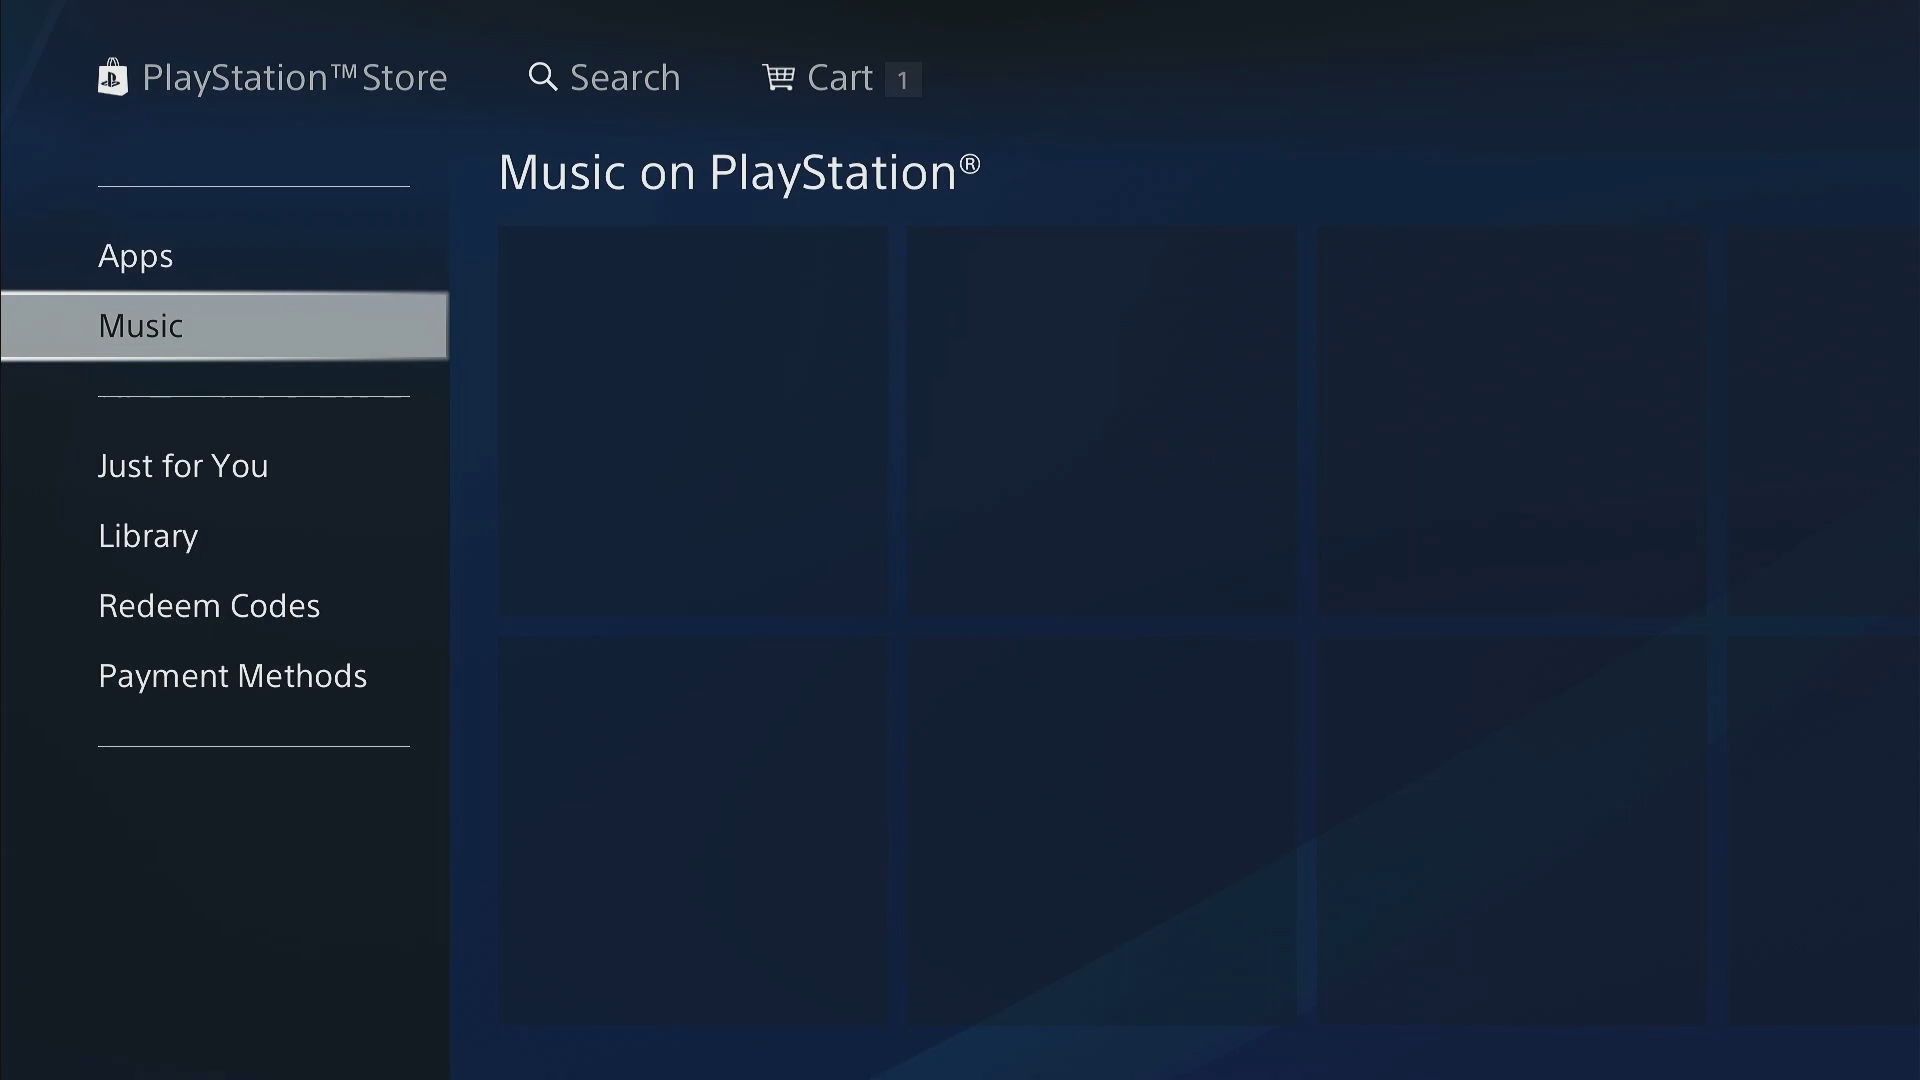 PlayStation™Store
Search
Cart 1
Music on PlayStation®
Apps
Music
Just for You
Library
Redeem Codes
Payment Methods